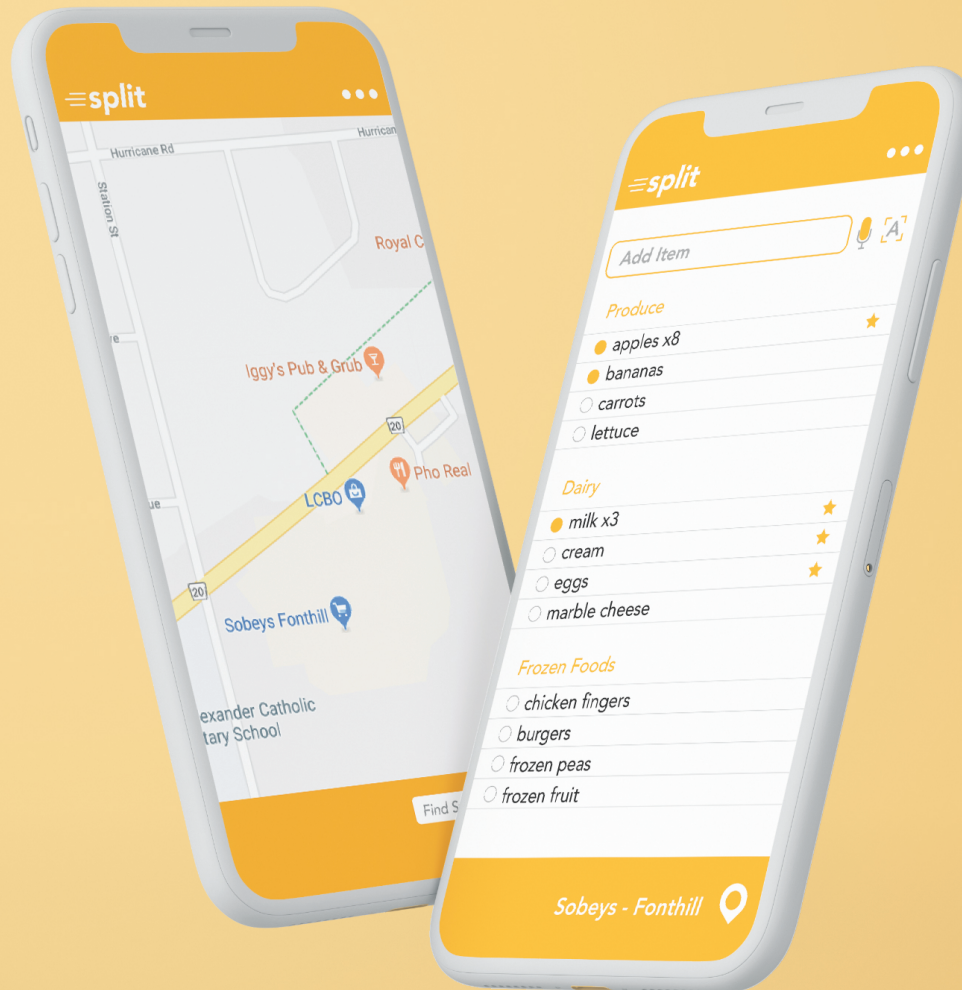 split
Hurricane Rd
Hurrican
Station St
Royal C
Iggy's Pub & Grub
20
Pho Real
LCBO
20
Sobeys Fonthill
exander Catholic
tary School
Find S
split
Add Item
A
Produce
apples x8
bananas
carrots
lettuce
Dairy
milk x3
cream
eggs
marble cheese
Frozen Foods
chicken fingers
burgers
frozen peas
frozen fruit
Sobeys - Fonthill